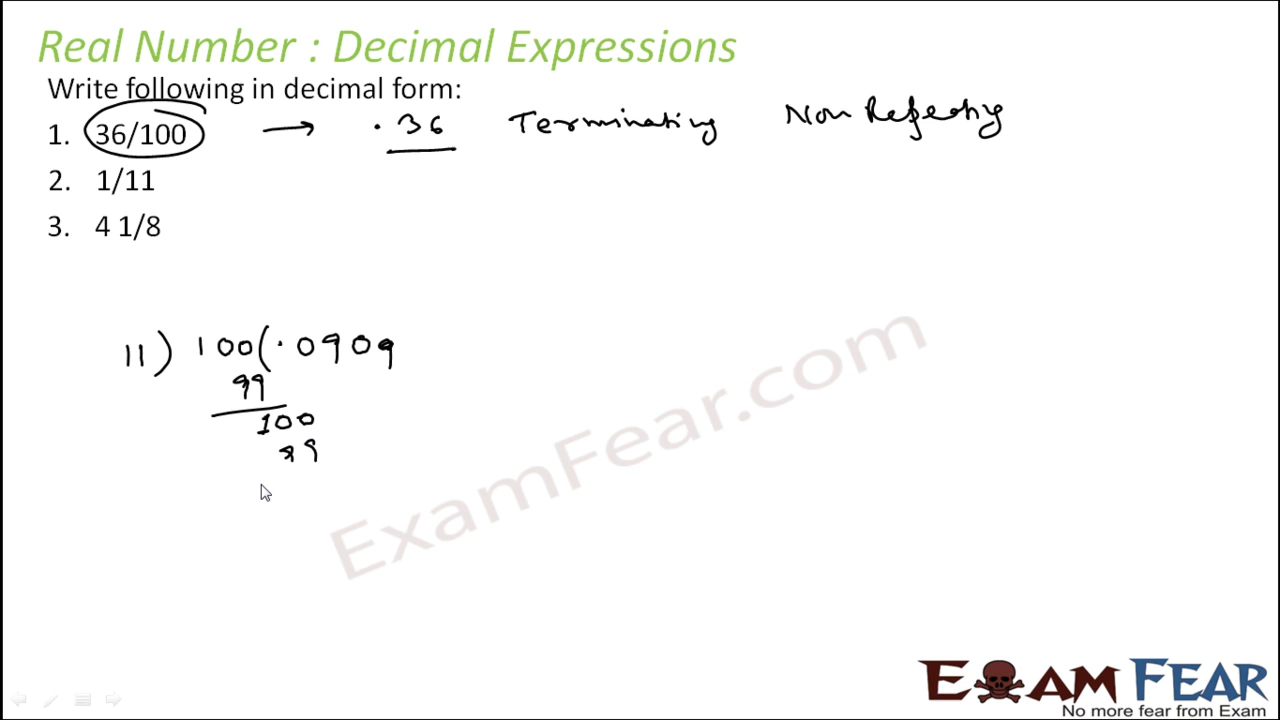 Real Number : Decimal Expressions
Write following in decimal form:
1. 36/100 → .36 Terminating Non Repeating
2. 1/11
3. 4 1/8
11 ) 100 ( .0909
99
100
99
ExamFear.com
EXAM FEAR
No more fear from Exam